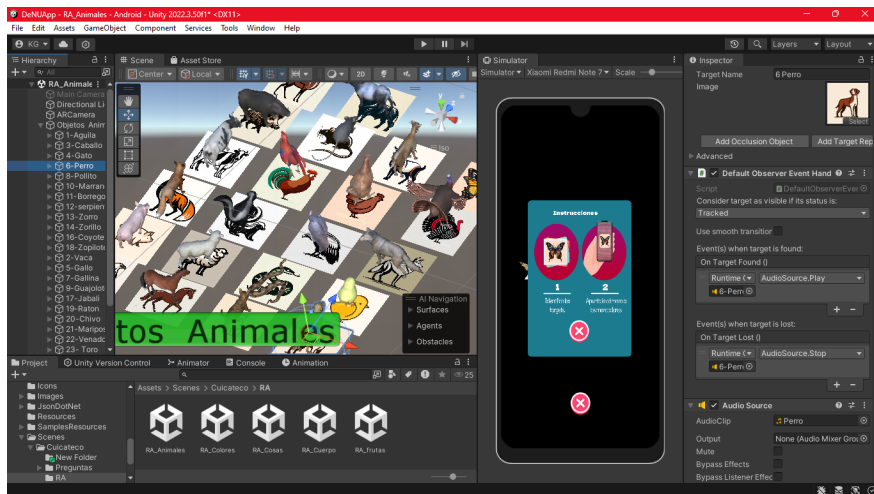 DeNUApp - RA_Animales - Android - Unity 2022.3.50f1* <DX11>
File Edit Assets GameObject Component Services Tools Window Help
KG
Layers
Layout
Hierarchy
Scene
Asset Store
Simulator
Inspector
All
Center
Local
2D
Simulator
Xiaomi Redmi Note 7
Scale
RA_Animale
Main Camera
Directional Li
ARCamera
Objetos Anim
1-Aguila
3-Caballo
4-Gato
6-Perro
8-Pollito
10-Marran
11-Borrego
12-serpien
13-Zorro
14-Zorillo
16-Coyote
18-Zopilote
2-Vaca
5-Gallo
7-Gallina
9-Guajolot
17-Jabali
19-Raton
20-Chivo
21-Maripos
22-Venado
23- Toro
Iso
tos Animales
AI Navigation
Surfaces
Agents
Obstacles
Instrucciones
1
2
Target Name 6 Perro
Image
Select
Add Occlusion Object
Add Target Rep
Advanced
Default Observer Event Hand
Script DefaultObserverEve
Consider target as visible if its status is:
Tracked
Use smooth transition
Event(s) when target is found:
On Target Found ()
Runtime
AudioSource.Play
6-Perr
Event(s) when target is lost:
On Target Lost ()
Runtime
AudioSource.Stop
6-Perr
Audio Source
AudioClip Perro
Output None (Audio Mixer Grou
Mute
Bypass Effects
Bypass Listener Effec
Project
Unity Version Control
Animator
Console
Animation
25
Icons
Images
JsonDotNet
Resources
SamplesResources
Scenes
Cuicateco
New Folder
Preguntas
RA
Assets > Scenes > Cuicateco > RA
RA_Animales
RA_Colores
RA_Cosas
RA_Cuerpo
RA_frutas